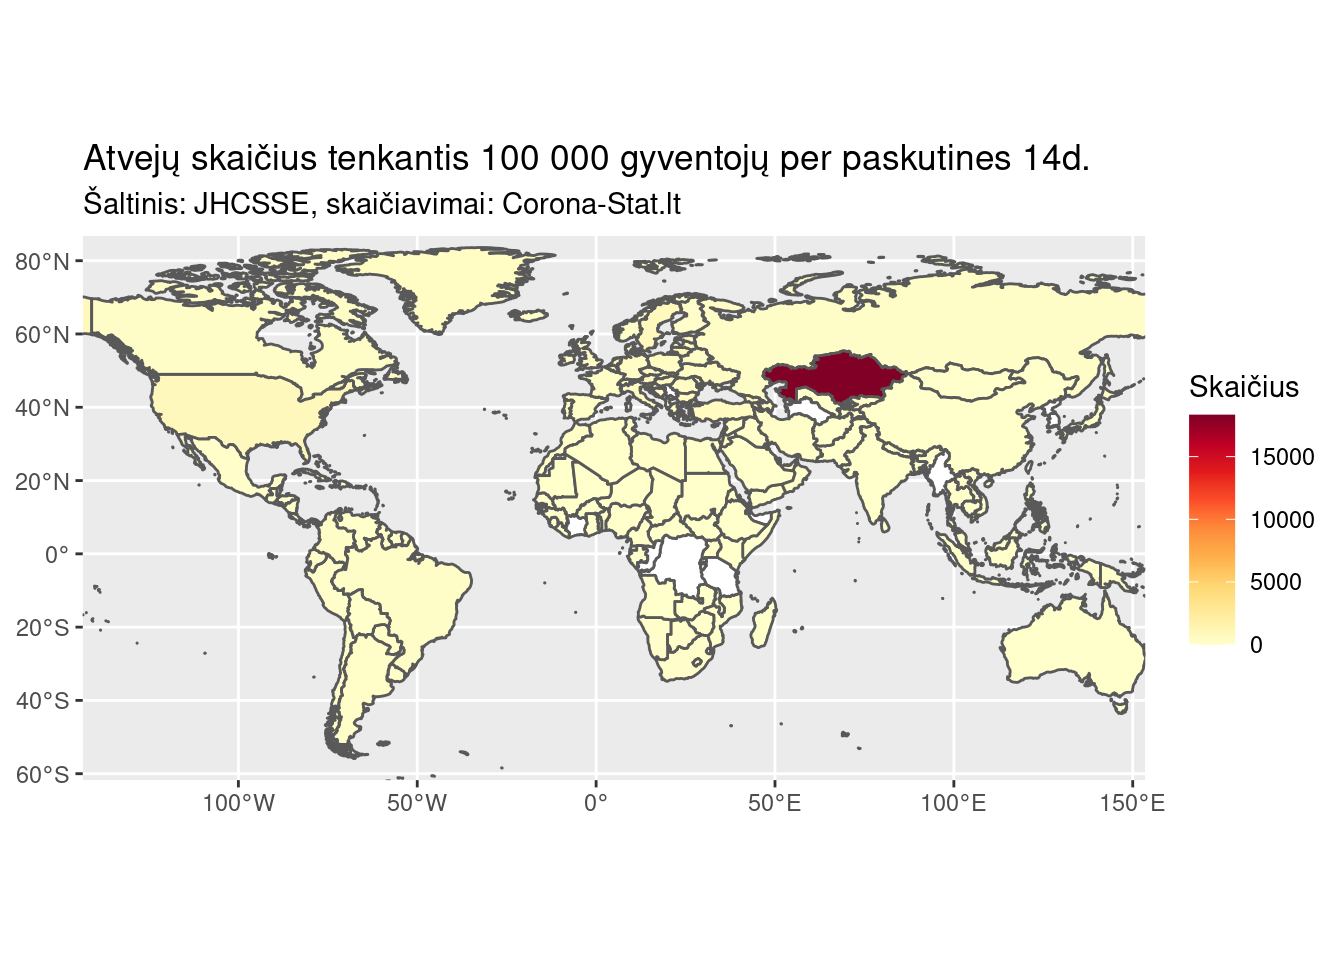 Atvejų skaičius tenkantis 100 000 gyventojų per paskutines 14d.
Šaltinis: JHCSSE, skaičiavimai: Corona-Stat.lt
80°N
60°N
40°N
20°N
0°
20°S
40°S
60°S
100°W 50°W 0° 50°E 100°E 150°E
Skaičius
15000
10000
5000
0